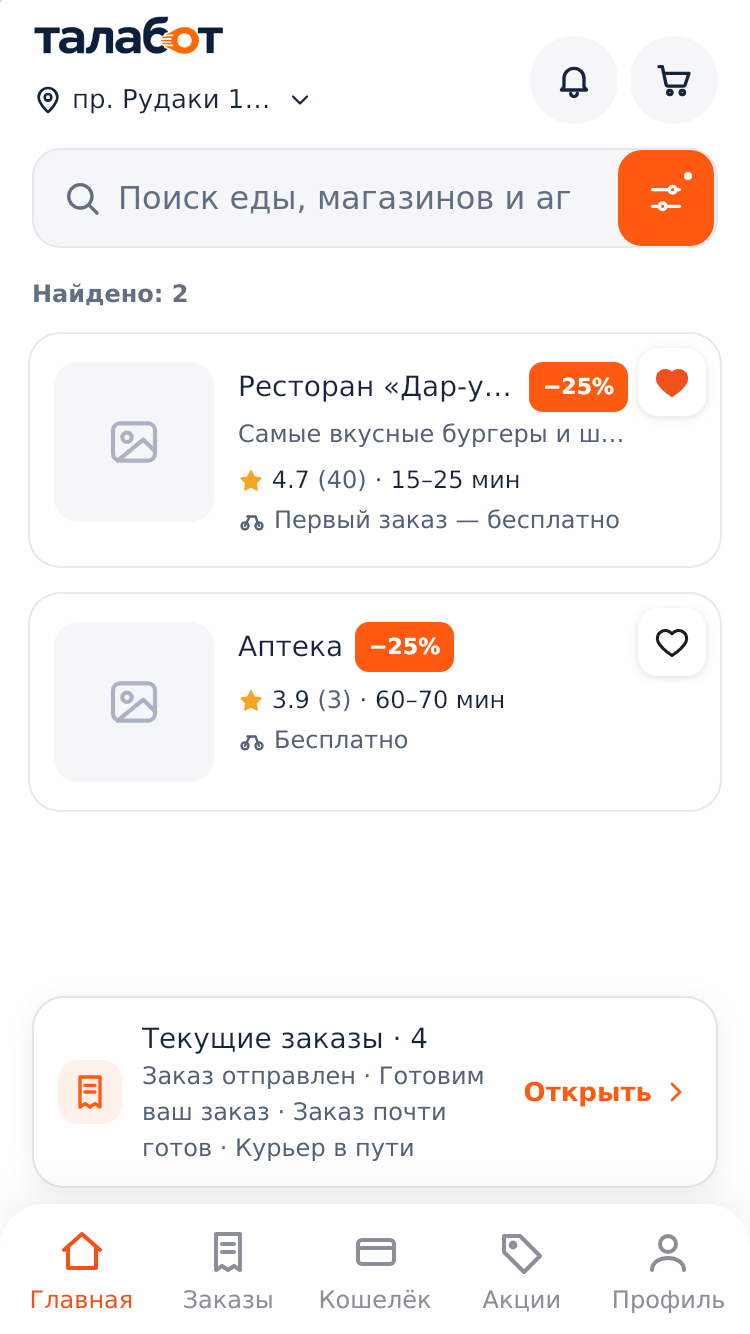 талабот
пр. Рудаки 1...
Поиск еды, магазинов и аг
Найдено: 2
Ресторан «Дар-у... −25%
Самые вкусные бургеры и ш...
4.7 (40) · 15–25 мин
Первый заказ — бесплатно
Аптека −25%
3.9 (3) · 60–70 мин
Бесплатно
Текущие заказы · 4
Заказ отправлен · Готовим
ваш заказ · Заказ почти
готов · Курьер в пути
Открыть
Главная Заказы Кошелёк Акции Профиль